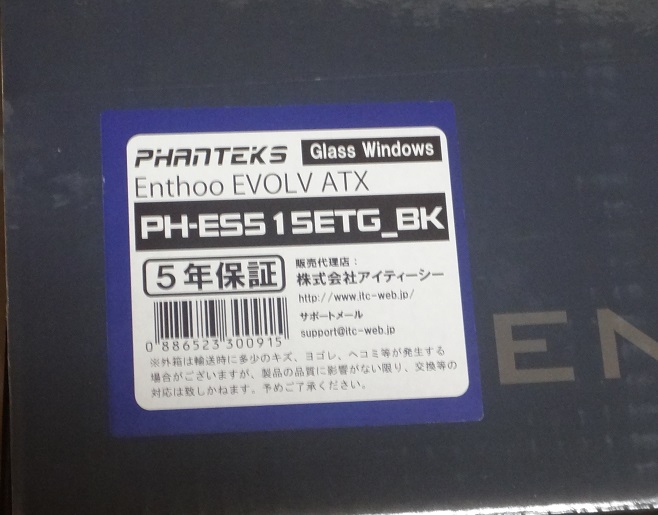 PHANTEKS Glass Windows
Enthoo EVOLV ATX
PH-ES515ETG_BK
5年保証
販売代理店:
株式会社アイティーシー
http://www.itc-web.jp/
サポートメール
support@itc-web.jp
0 886523 300915
※外箱は輸送時に多少のキズ、ヨゴレ、ヘコミ等が発生する
場合がございますが、製品の品質に影響がない限り、交換等の
対応は致しかねます。予めご了承ください。
EN